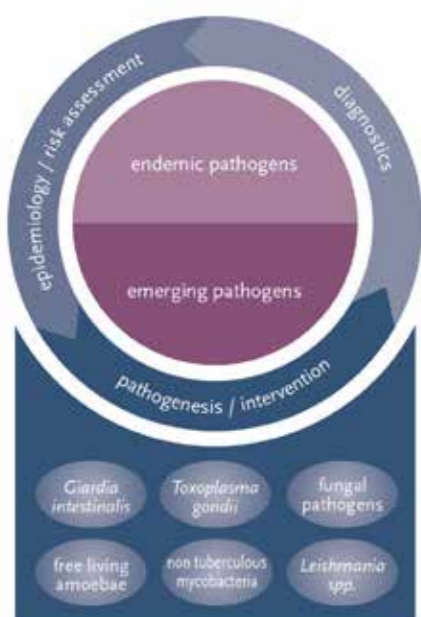 epidemiology / risk assessment
diagnostics
endemic pathogens
emerging pathogens
pathogenesis / intervention
Giardia
intestinalis
Toxoplasma
gondii
fungal
pathogens
free living
amoebae
non tuberculous
mycobacteria
Leishmania
spp.